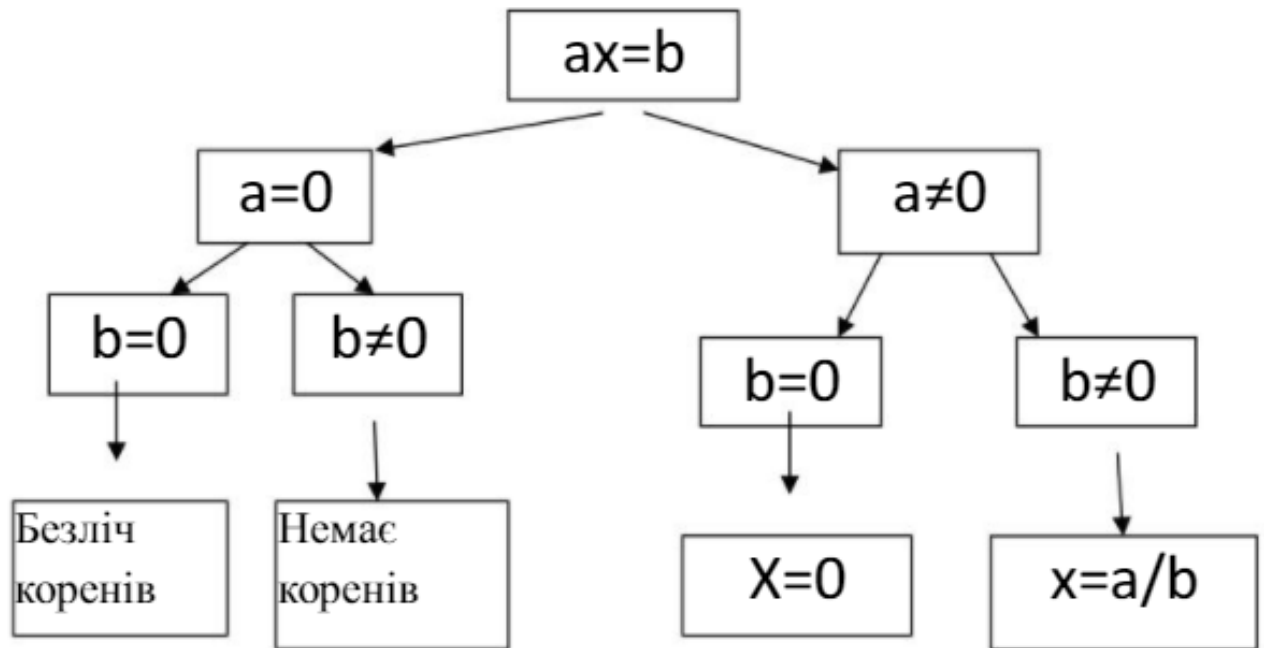 ax=b
a=0
a≠0
b=0
b≠0
b=0
b≠0
Безліч
коренів
Немає
коренів
X=0
x=a/b